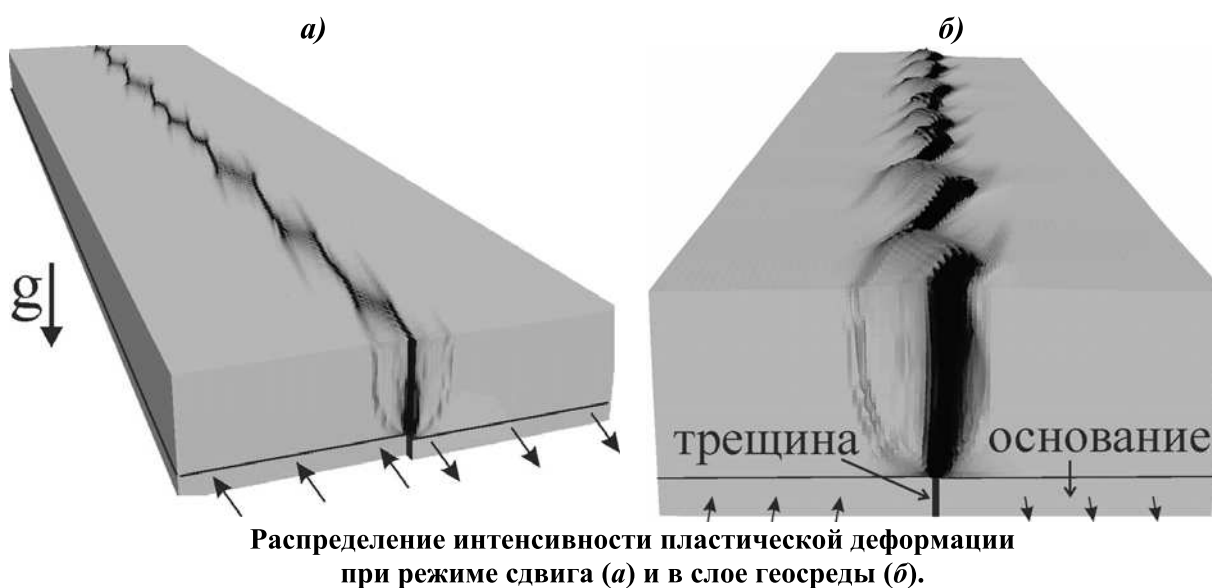 а)
б)
g
трещина
основание
Распределение интенсивности пластической деформации
при режиме сдвига (а) и в слое геосреды (б).